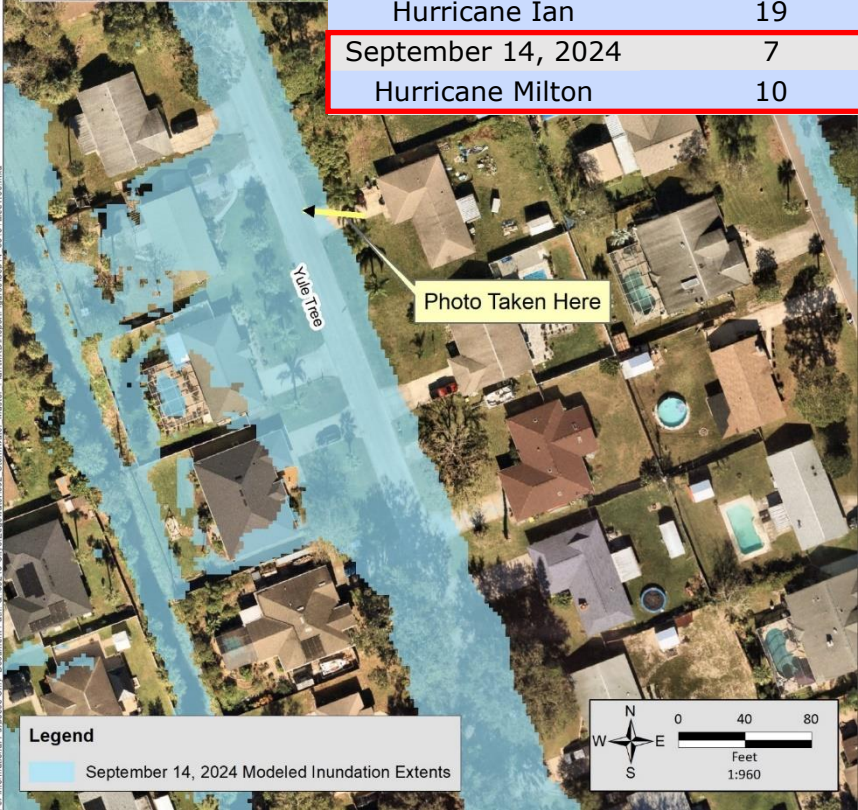 Hurricane Ian 19
September 14, 2024 7
Hurricane Milton 10
Yule Tree
Photo Taken Here
Legend
September 14, 2024 Modeled Inundation Extents
N
W E
S
0 40 80
Feet
1:960